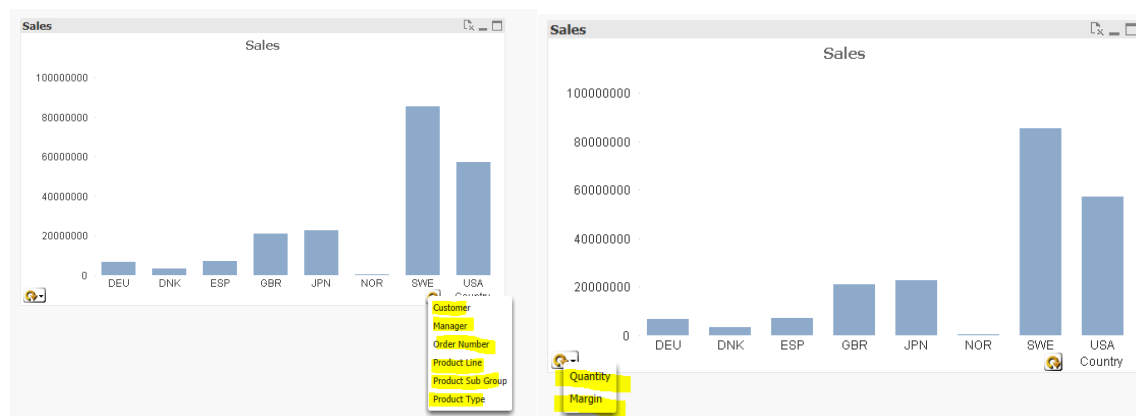 Sales
Sales
100000000
80000000
60000000
40000000
20000000
0
DEU DNK ESP GBR JPN NOR SWE USA
Country
Customer
Manager
Order Number
Product Line
Product Sub Group
Product Type
Sales
Sales
100000000
80000000
60000000
40000000
20000000
0
DEU DNK ESP GBR JPN NOR SWE USA
Country
Quantity
Margin